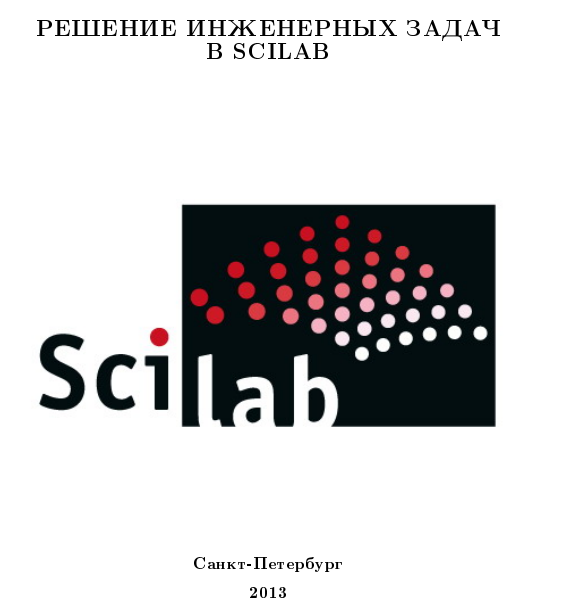 РЕШЕНИЕ ИНЖЕНЕРНЫХ ЗАДАЧ
В SCILAB
Scilab
Санкт-Петербург
2013